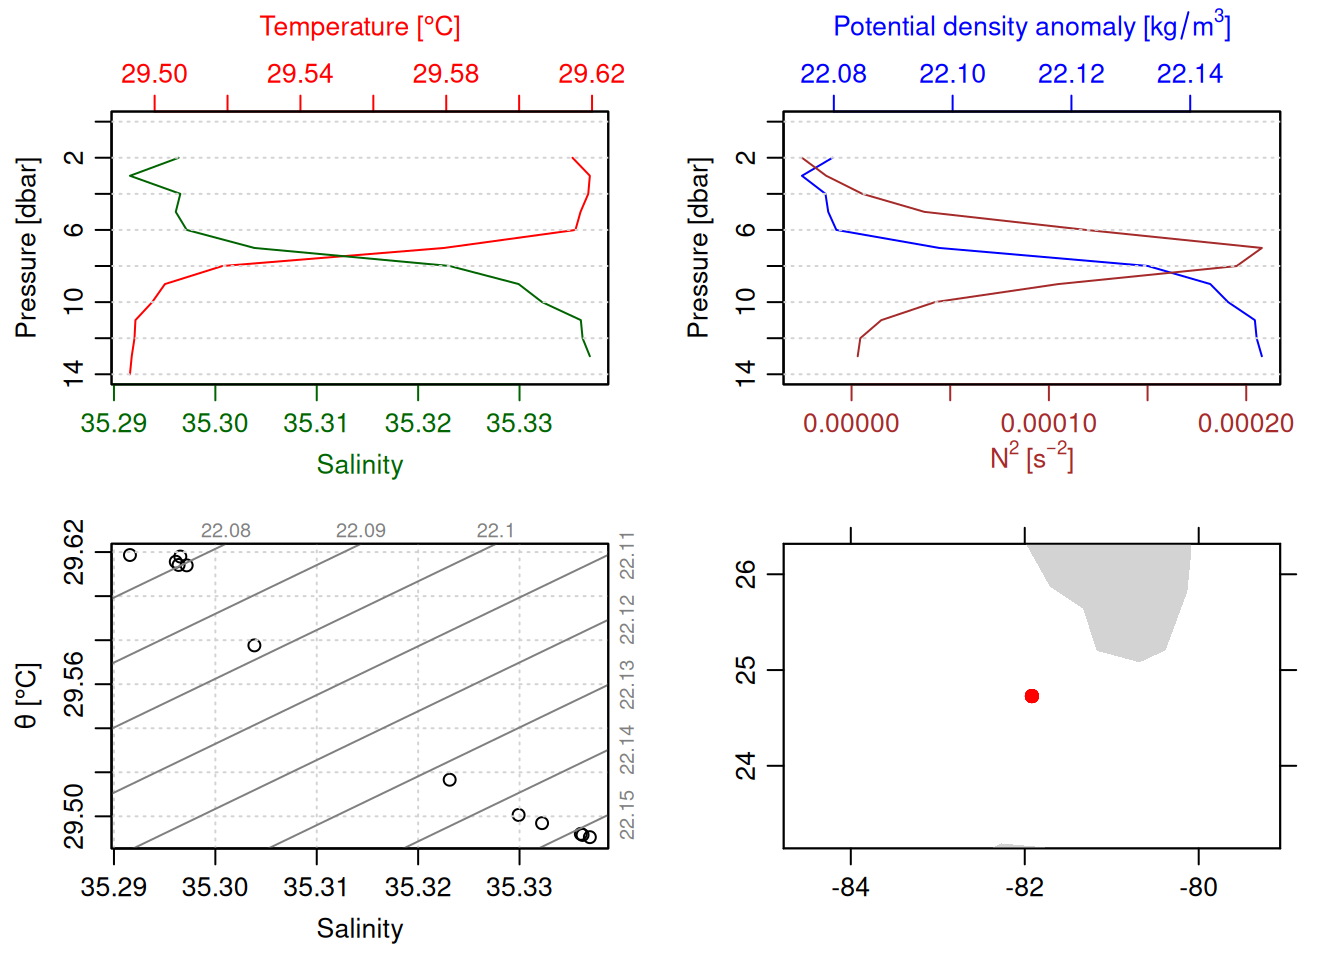 Temperature [°C]
29.50 29.54 29.58 29.62
Pressure [dbar]
2
6
10
14
35.29 35.30 35.31 35.32 35.33
Salinity
Potential density anomaly [kg/m³]
22.08 22.10 22.12 22.14
Pressure [dbar]
2
6
10
14
0.00000 0.00010 0.00020
N² [s⁻²]
22.08 22.09 22.1
22.11
22.12
22.13
22.14
22.15
θ [°C]
29.62
29.56
29.50
35.29 35.30 35.31 35.32 35.33
Salinity
26
25
24
-84 -82 -80